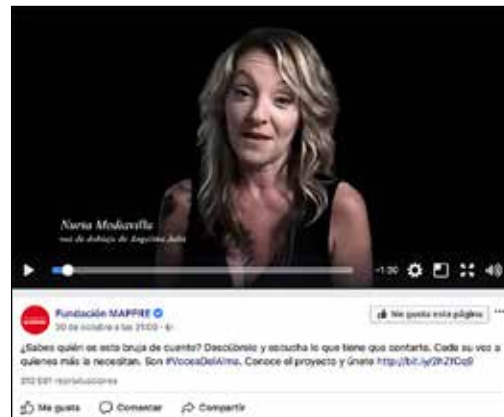 Nuria Mediavilla
voz de doblaje de Angelina Jolie
-1:30
Fundación MAPFRE
Me gusta esta página
30 de octubre a las 21:00
¿Sabes quién es esta bruja de cuento? Descúbrelo y escucha lo que tiene que contarte. Cede su voz a
quienes más la necesitan. Son #VocesDelAlma. Conoce el proyecto y únete
reproducciones
Me gusta Comentar Compartir